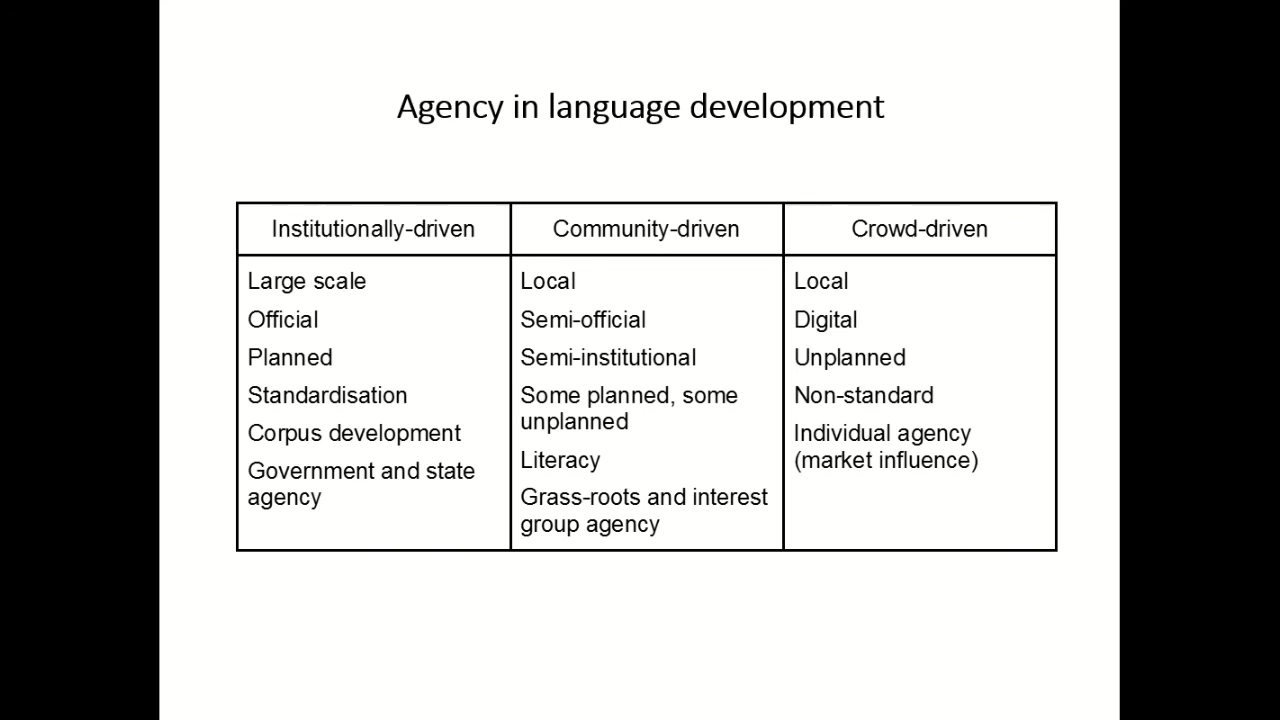 Agency in language development
Institutionally-driven
Large scale
Official
Planned
Standardisation
Corpus development
Government and state
agency
Community-driven
Local
Semi-official
Semi-institutional
Some planned, some
unplanned
Literacy
Grass-roots and interest
group agency
Crowd-driven
Local
Digital
Unplanned
Non-standard
Individual agency
(market influence)